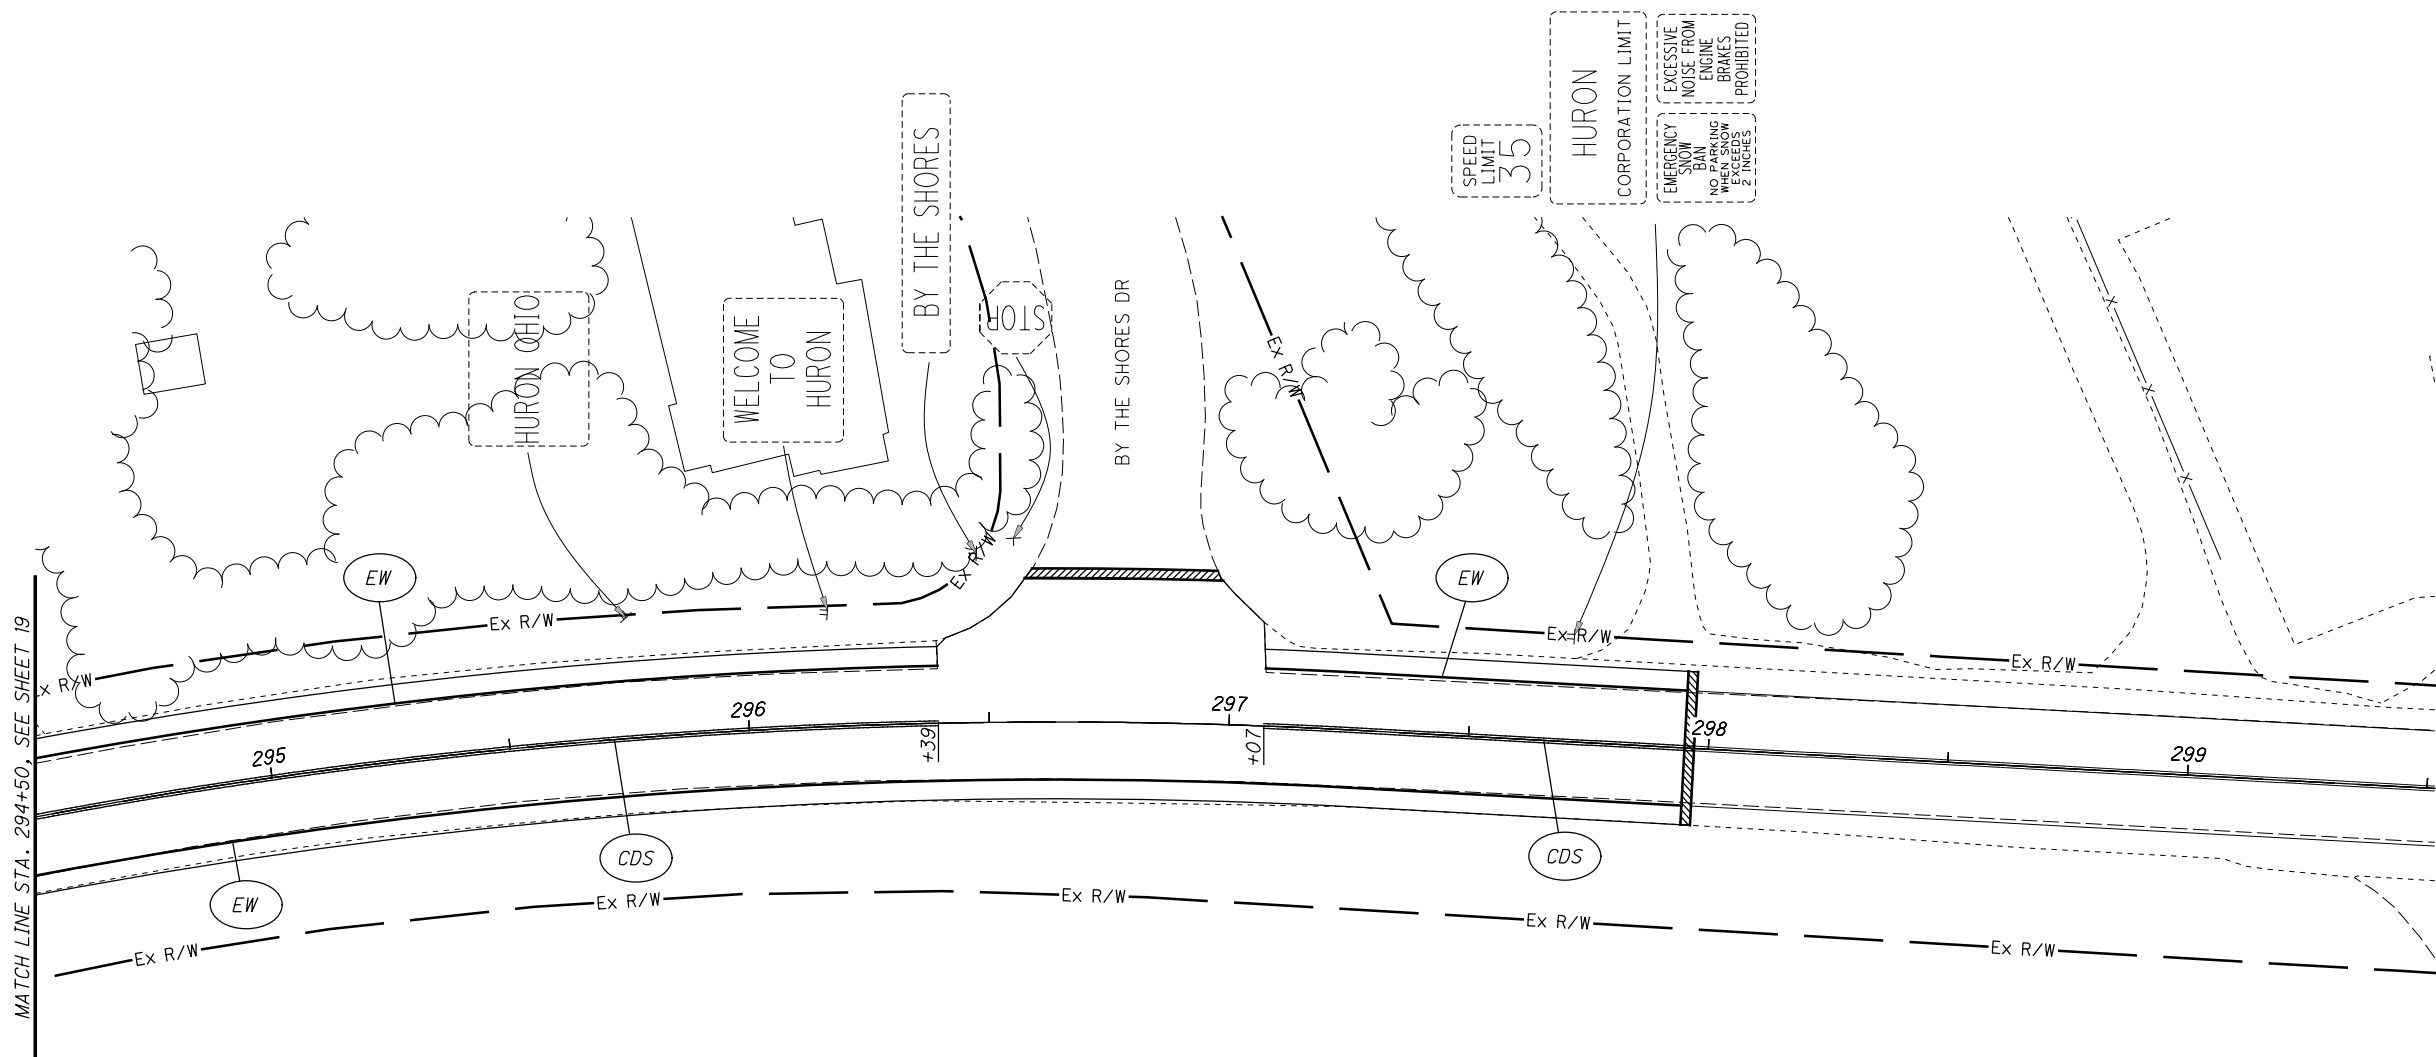 EXCESSIVE
NOISE FROM
ENGINE
BRAKES
PROHIBITED
HURON
CORPORATION LIMIT
SPEED
LIMIT
35
EMERGENCY
SNOW
BAN
NO PARKING
WHEN SNOW
EXCEEDS
2 INCHES
BY THE SHORES
STOP
HURON OHIO
WELCOME
TO
HURON
BY THE SHORES DR
Ex R/W
Ex R/W
EW
EW
Ex R/W
Ex R/W
Ex R/W
x R/W
MATCH LINE STA. 294+50, SEE SHEET 19
295
296
+39
297
+07
298
299
CDS
CDS
EW
Ex R/W
Ex R/W
Ex R/W
Ex R/W
Ex R/W